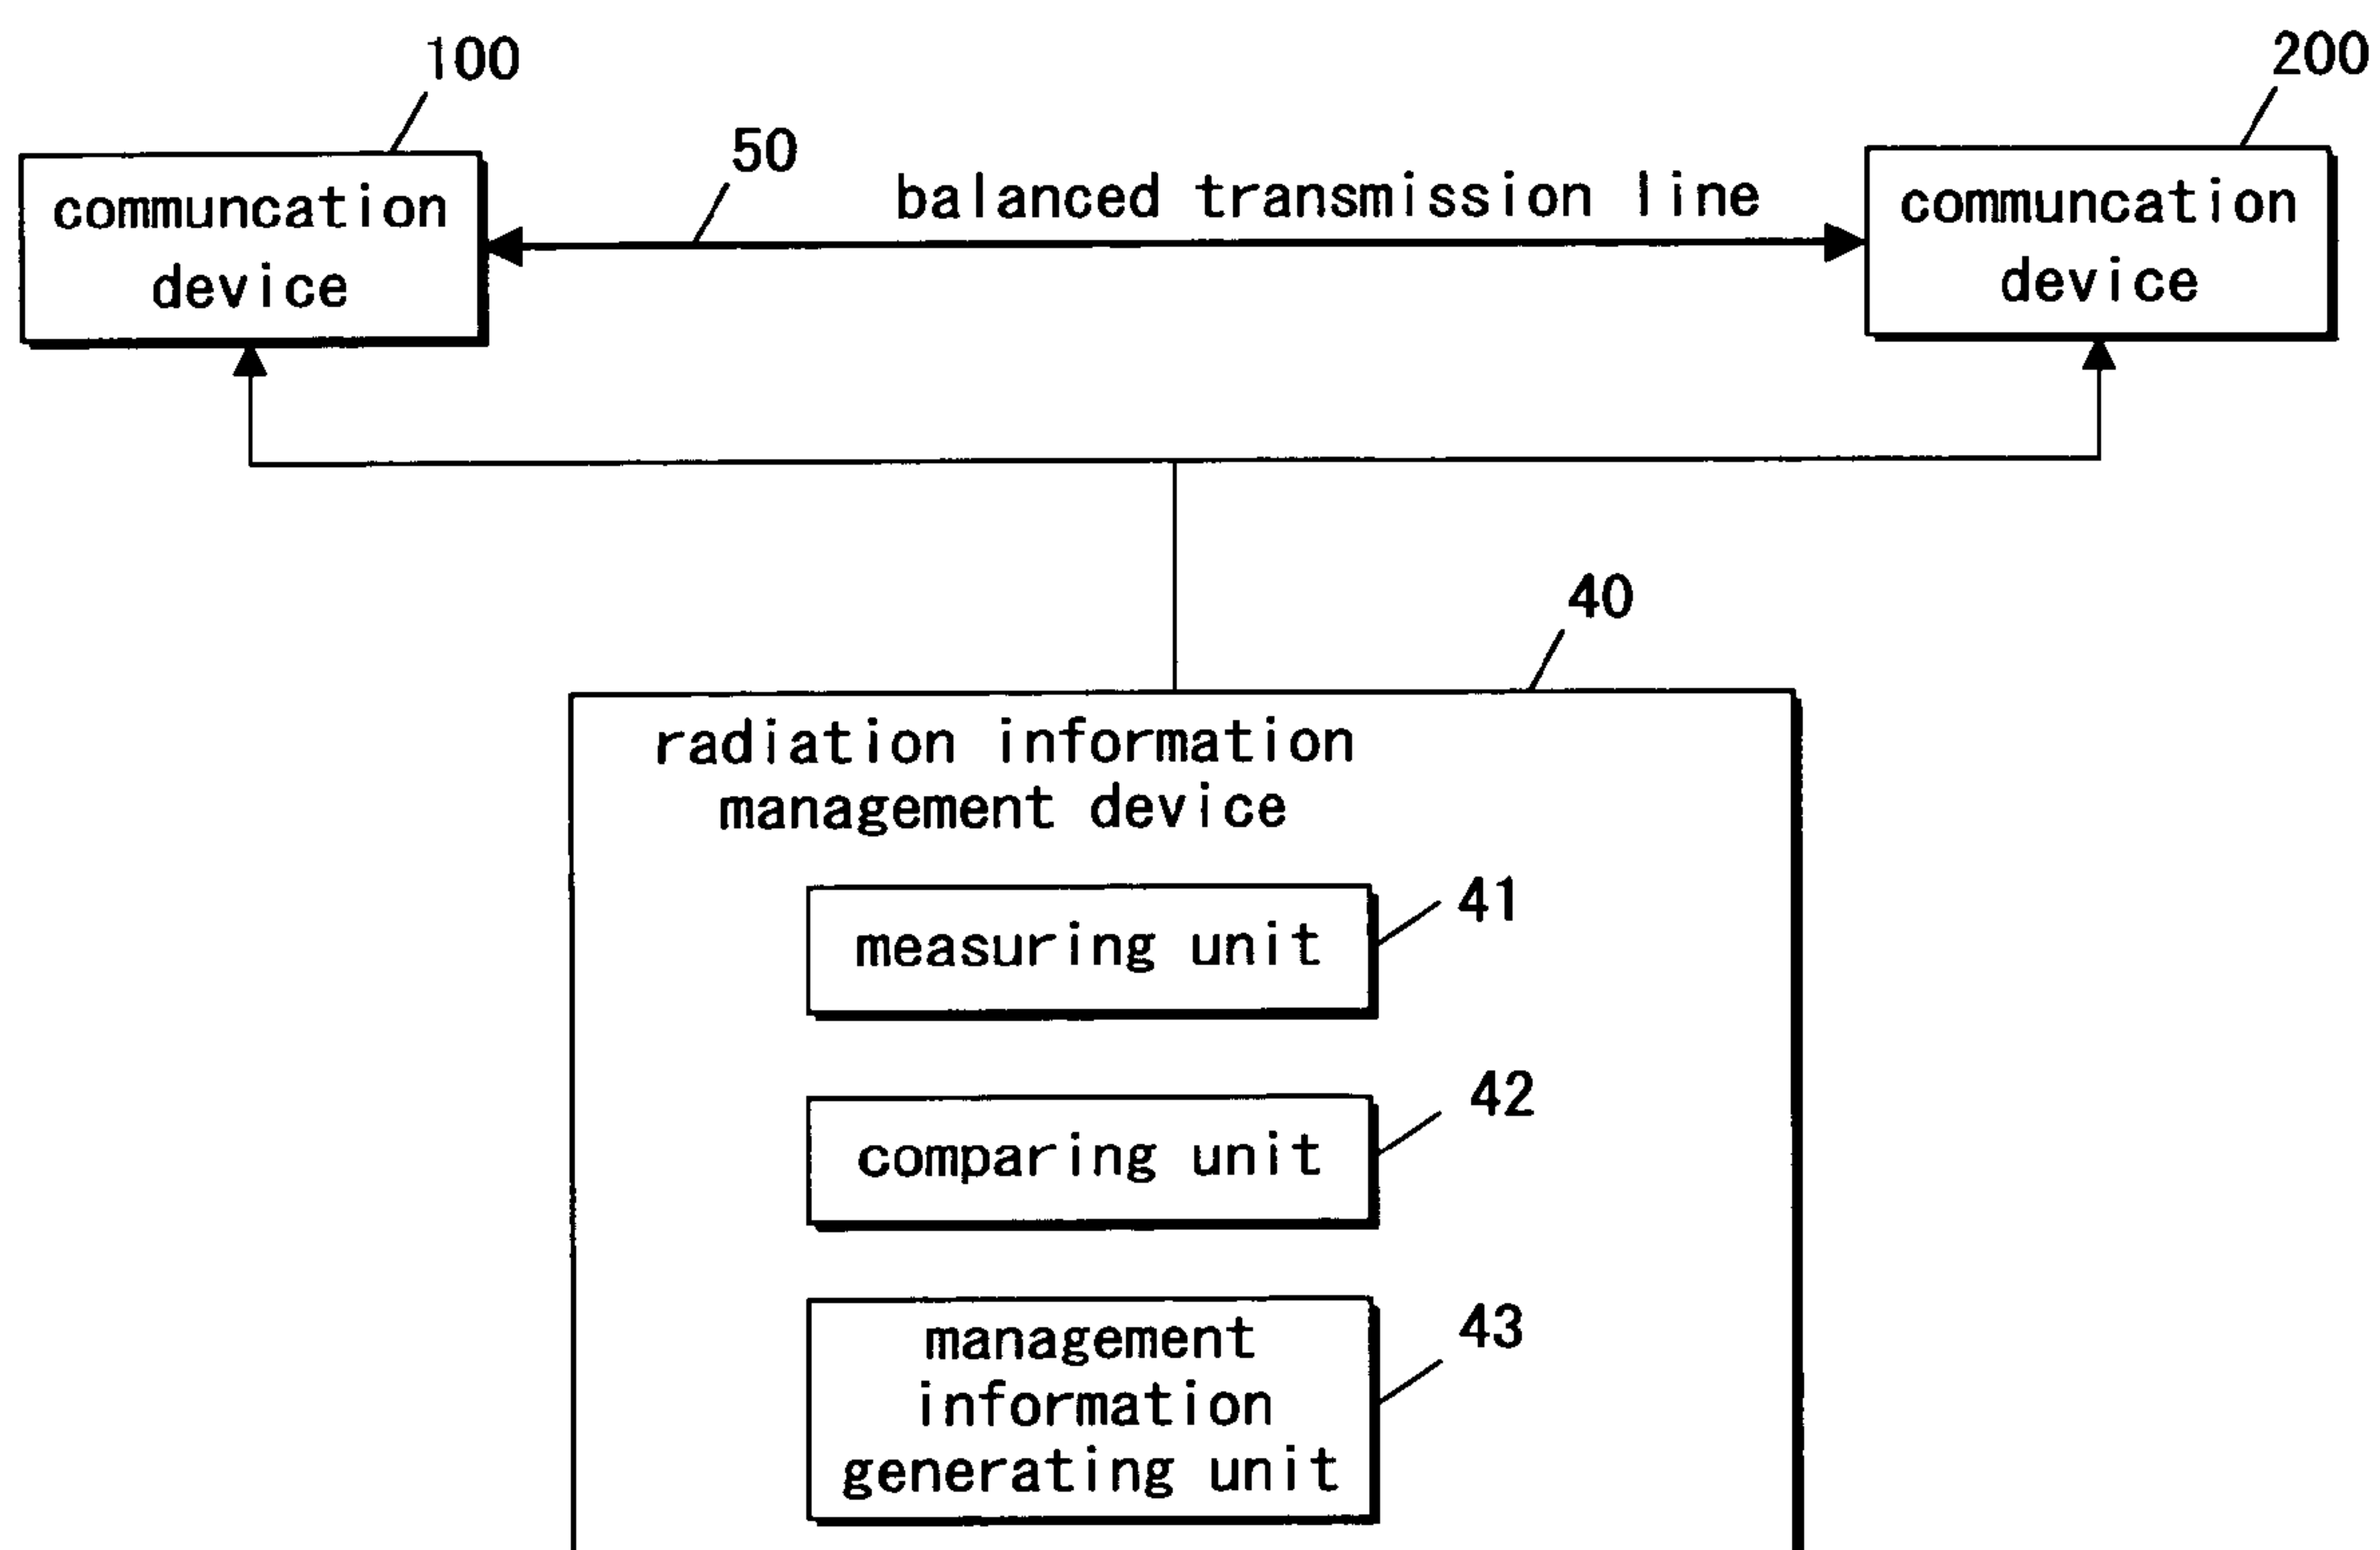 100
200
50
balanced transmission line
communcation
device
communcation
device
40
radiation information
management device
measuring unit
41
comparing unit
42
management
information
generating unit
43